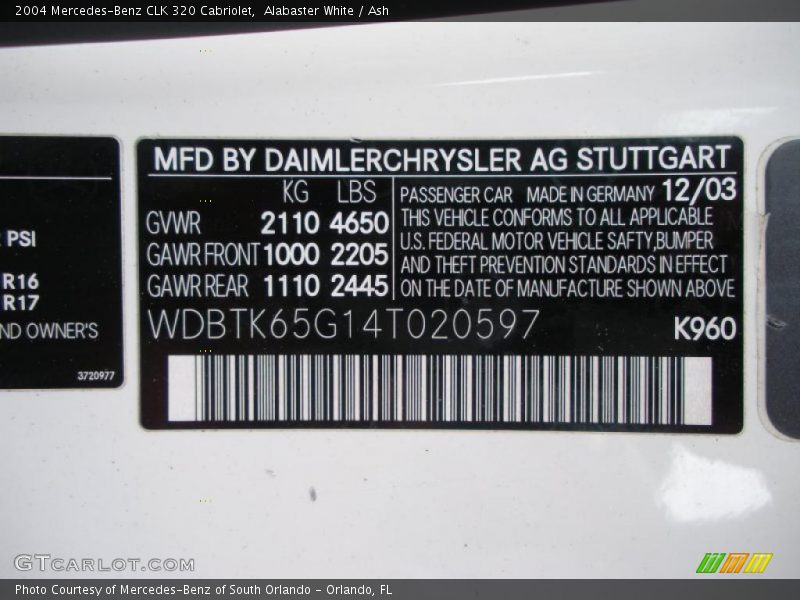 2004 Mercedes-Benz CLK 320 Cabriolet, Alabaster White / Ash
MFD BY DAIMLERCHRYSLER AG STUTTGART
KG LBS
GVWR 2110 4650
GAWR FRONT 1000 2205
GAWR REAR 1110 2445
PASSENGER CAR MADE IN GERMANY 12/03
THIS VEHICLE CONFORMS TO ALL APPLICABLE
U.S. FEDERAL MOTOR VEHICLE SAFTY,BUMPER
AND THEFT PREVENTION STANDARDS IN EFFECT
ON THE DATE OF MANUFACTURE SHOWN ABOVE
WDBTK65G14T020597 K960
PSI
R16
R17
ND OWNER'S
3720977
GTCARLOT.COM
Photo Courtesy of Mercedes-Benz of South Orlando - Orlando, FL